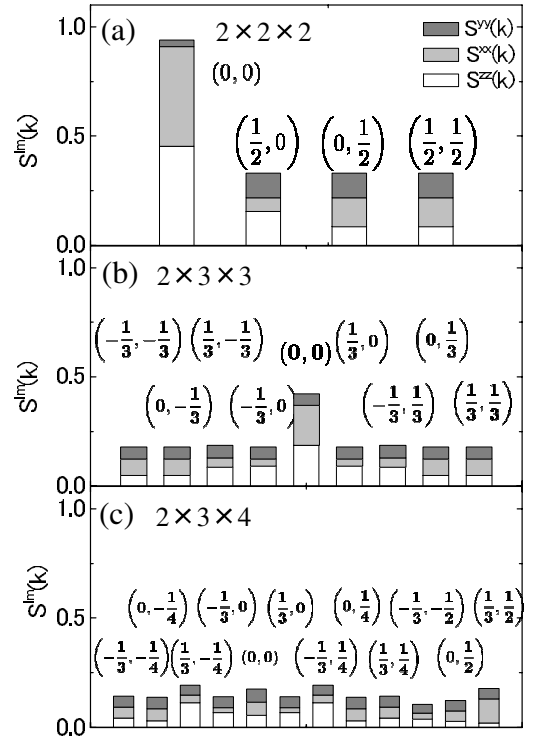 (a) 2×2×2
S^yy(k)
S^xx(k)
S^zz(k)
(0,0)
(1/2,0) (0,1/2) (1/2,1/2)
S^lm(k)
1.0
0.5
0.0
(b) 2×3×3
(-1/3,-1/3) (1/3,-1/3) (0,0) (1/3,0) (0,1/3)
(0,-1/3) (-1/3,0) (-1/3,1/3) (1/3,1/3)
S^lm(k)
1.0
0.5
0.0
(c) 2×3×4
(0,-1/4) (-1/3,0) (1/3,0) (0,1/4) (-1/3,-1/2) (1/3,1/2)
(-1/3,-1/4) (1/3,-1/4) (0,0) (-1/3,1/4) (1/3,1/4) (0,1/2)
S^lm(k)
1.0
0.5
0.0